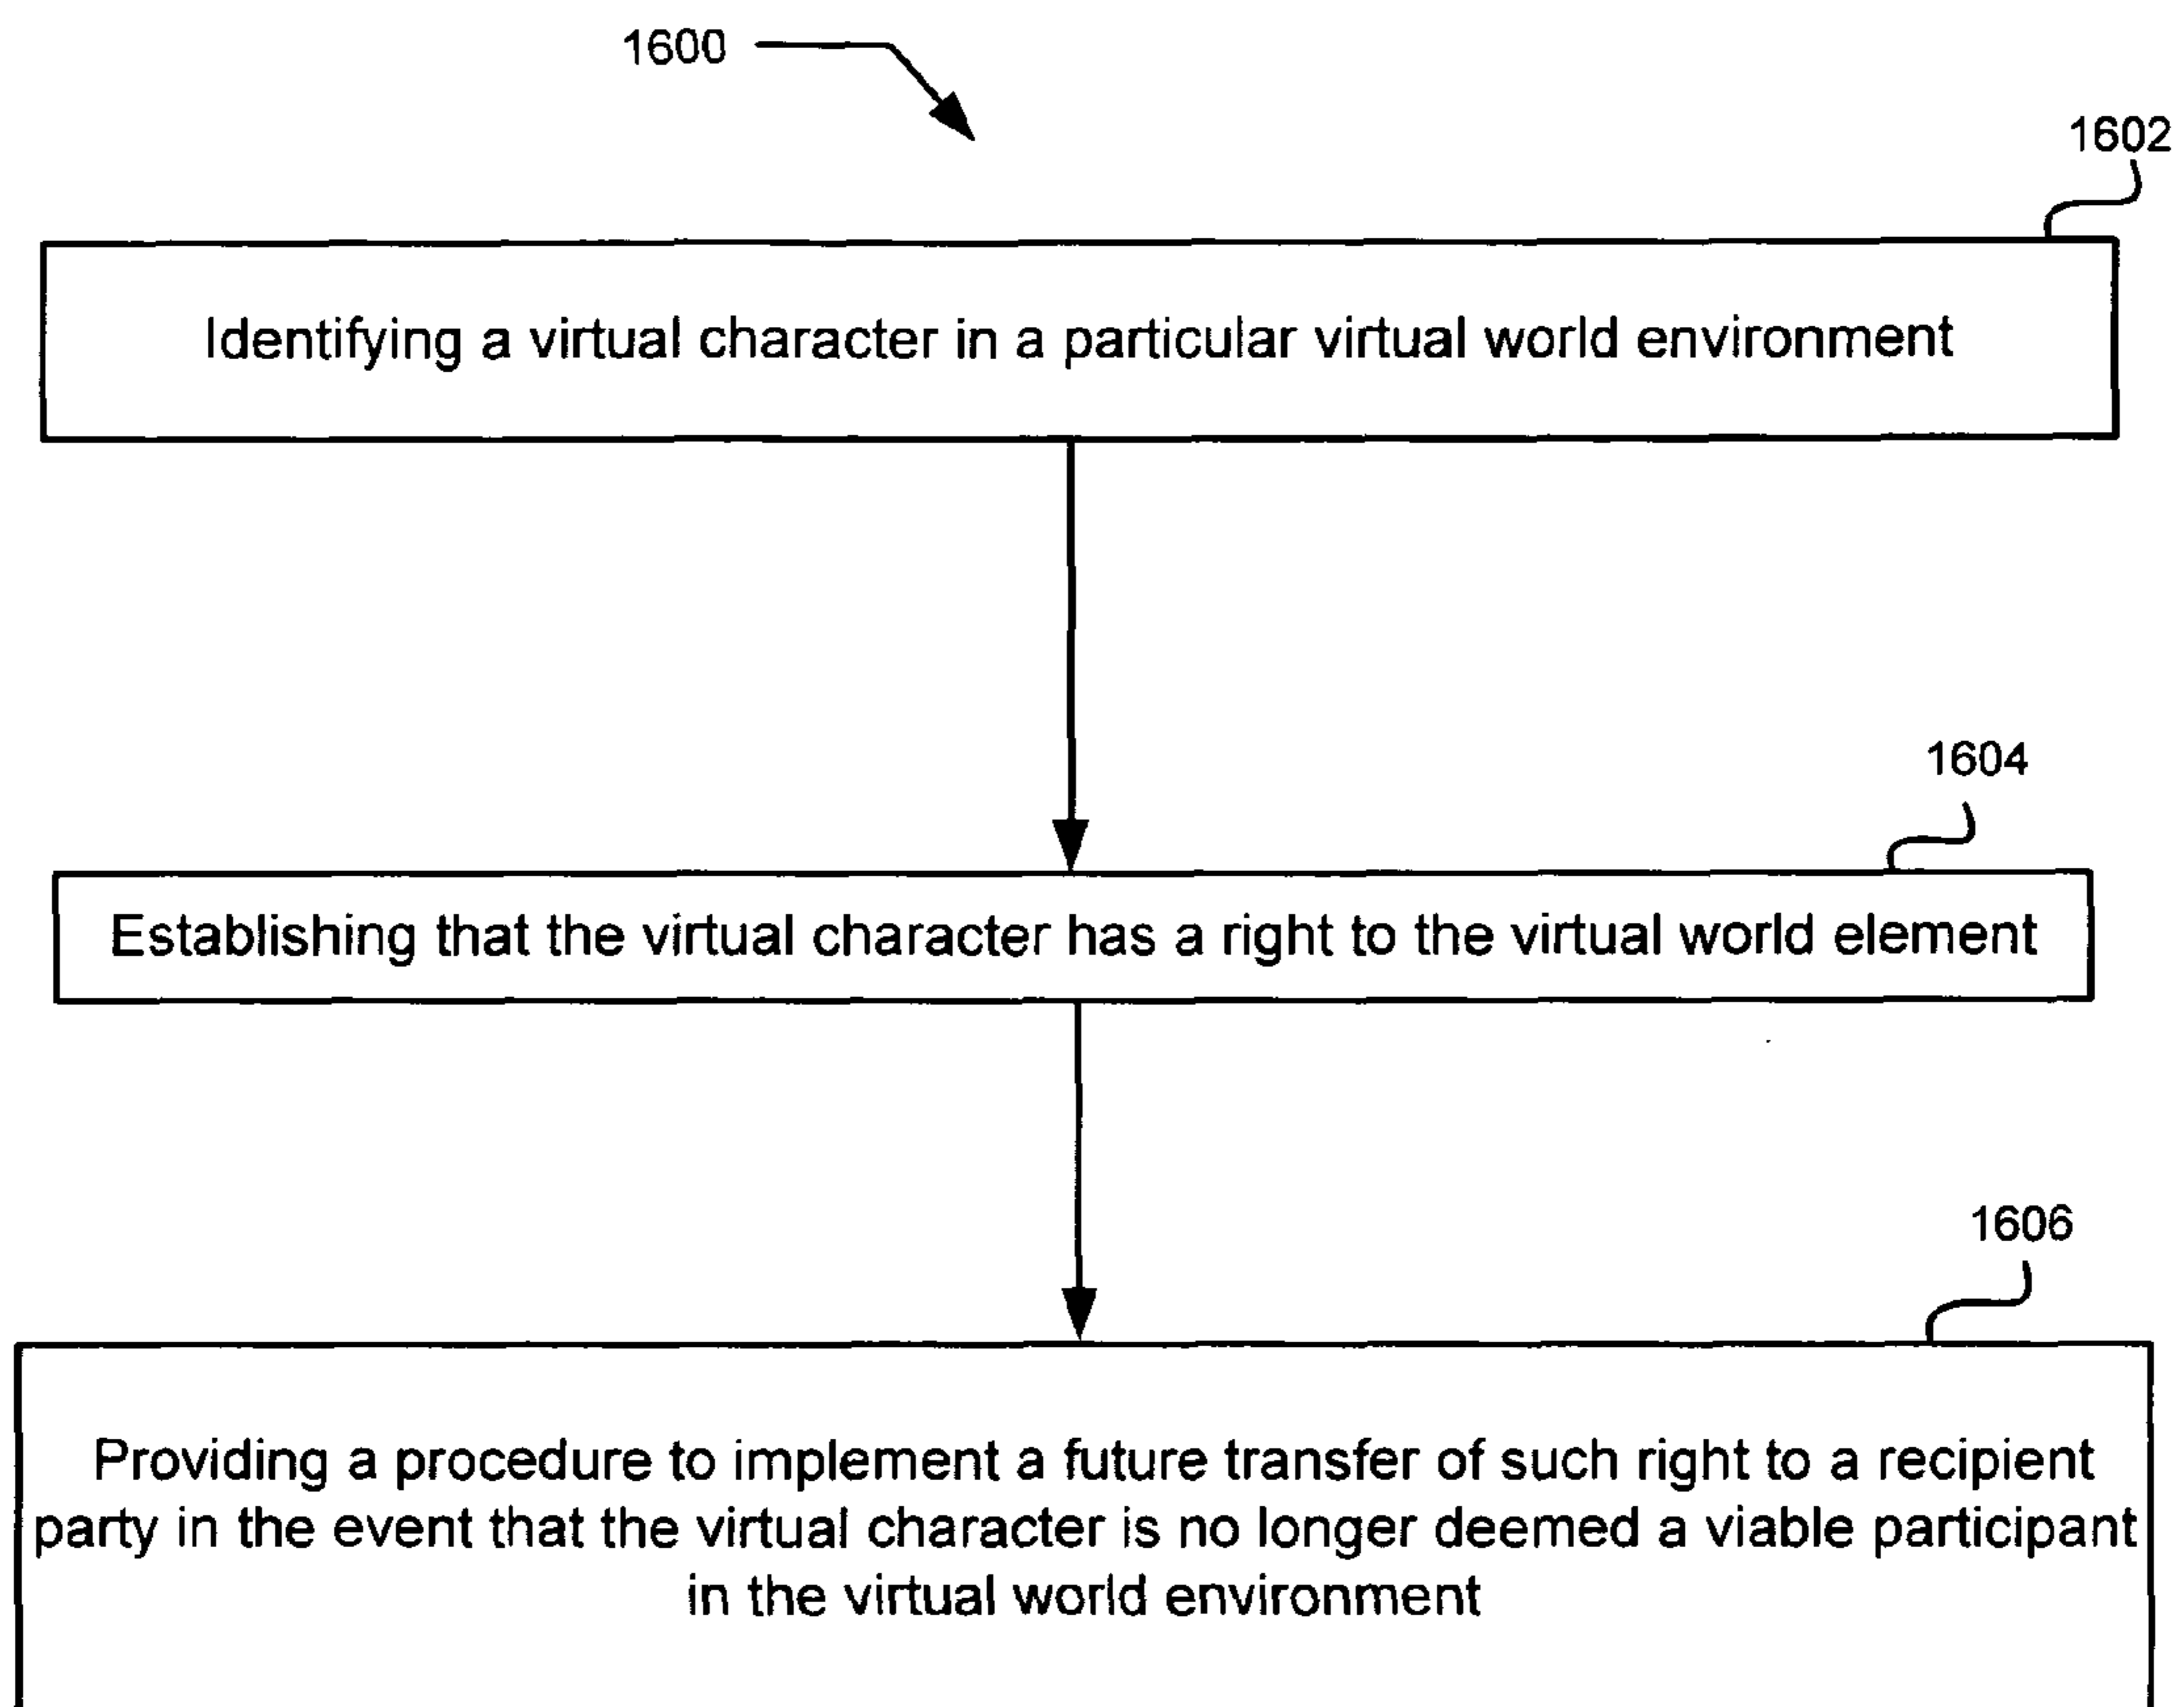 1600
1602
Identifying a virtual character in a particular virtual world environment
1604
Establishing that the virtual character has a right to the virtual world element
1606
Providing a procedure to implement a future transfer of such right to a recipient
party in the event that the virtual character is no longer deemed a viable participant
in the virtual world environment